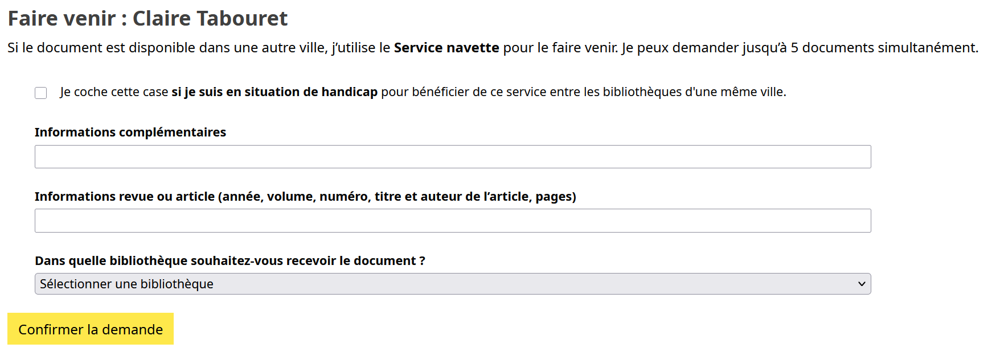 Faire venir : Claire Tabouret
Si le document est disponible dans une autre ville, j’utilise le Service navette pour le faire venir. Je peux demander jusqu’à 5 documents simultanément.
Je coche cette case si je suis en situation de handicap pour bénéficier de ce service entre les bibliothèques d'une même ville.
Informations complémentaires
Informations revue ou article (année, volume, numéro, titre et auteur de l’article, pages)
Dans quelle bibliothèque souhaitez-vous recevoir le document ?
Sélectionner une bibliothèque
Confirmer la demande